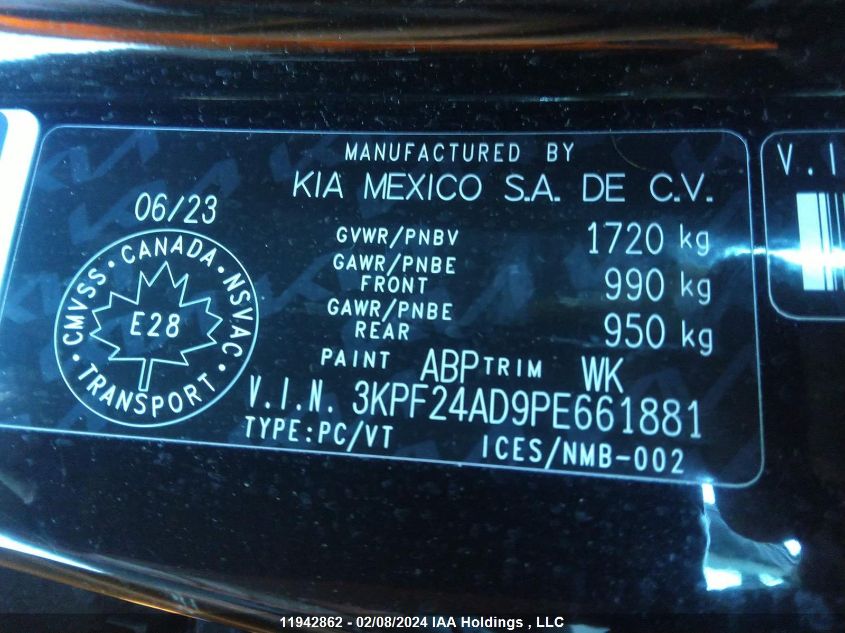 MANUFACTURED BY
KIA MEXICO S.A. DE C.V.
06/23
GVWR/PNBV 1720 kg
GAWR/PNBE
FRONT 990 kg
GAWR/PNBE
REAR 950 kg
PAINT ABP TRIM WK
V.I.N. 3KPF24AD9PE661881
TYPE:PC/VT ICES/NMB-002
CMVSS · CANADA · NSVAC · TRANSPORT ·
E28
V.I
11942862 - 02/08/2024 IAA Holdings , LLC